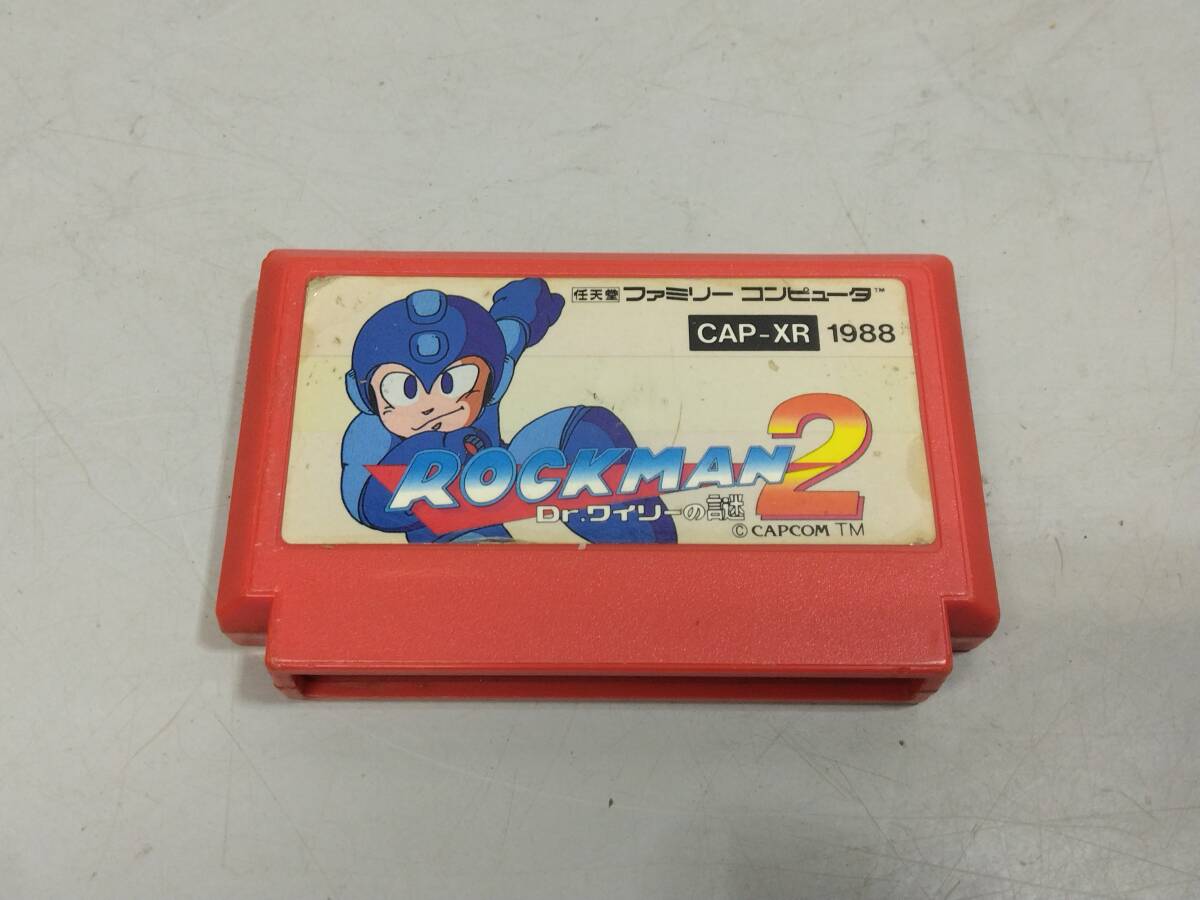 任天堂 ファミリー コンピュータ™
CAP-XR 1988
ROCKMAN 2
Dr.ワイリーの謎
©CAPCOM TM